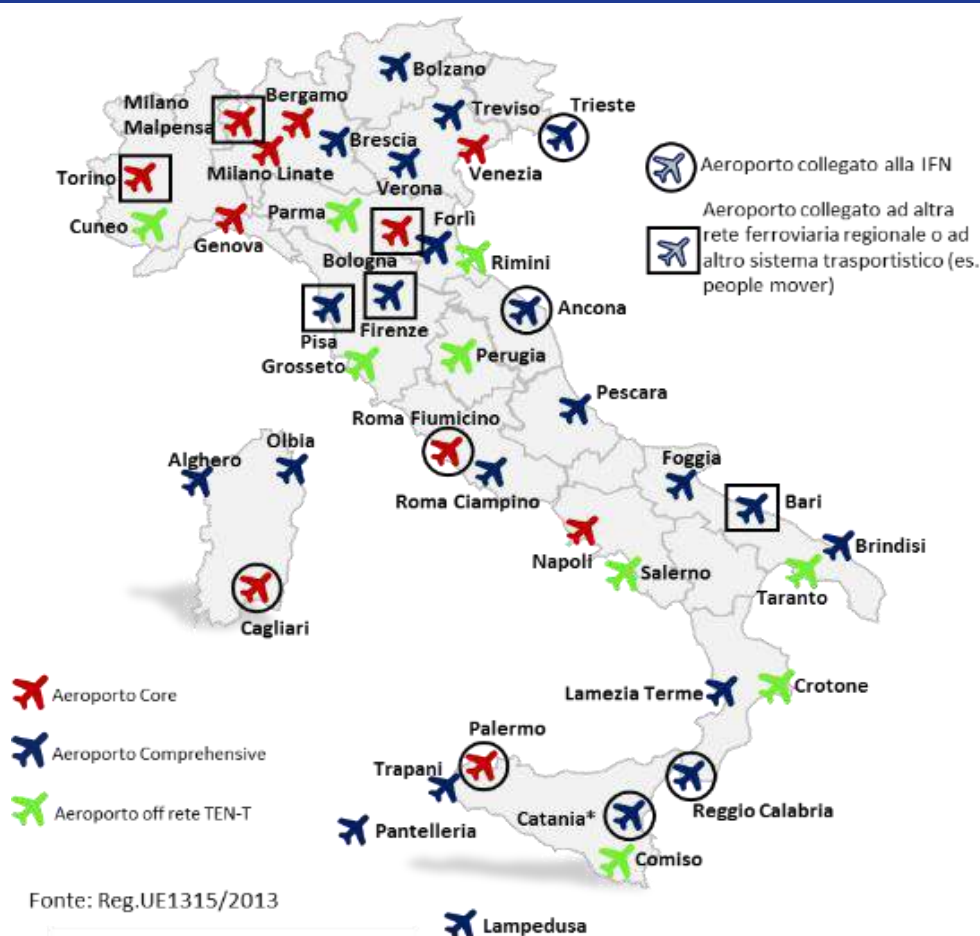 Bolzano
Bergamo
Milano
Malpensa
Treviso
Trieste
Brescia
Torino
Milano Linate
Verona
Venezia
Aeroporto collegato alla IFN
Cuneo
Genova
Parma
Forlì
Bologna
Rimini
Aeroporto collegato ad altra
rete ferroviaria regionale o ad
altro sistema trasportistico (es.
people mover)
Pisa
Firenze
Ancona
Grosseto
Perugia
Pescara
Roma Fiumicino
Olbia
Alghero
Roma Ciampino
Foggia
Bari
Napoli
Salerno
Brindisi
Taranto
Cagliari
Aeroporto Core
Lamezia Terme
Crotone
Palermo
Aeroporto Comprehensive
Trapani
Reggio Calabria
Catania*
Aeroporto off rete TEN-T
Pantelleria
Comiso
Fonte: Reg.UE1315/2013
Lampedusa